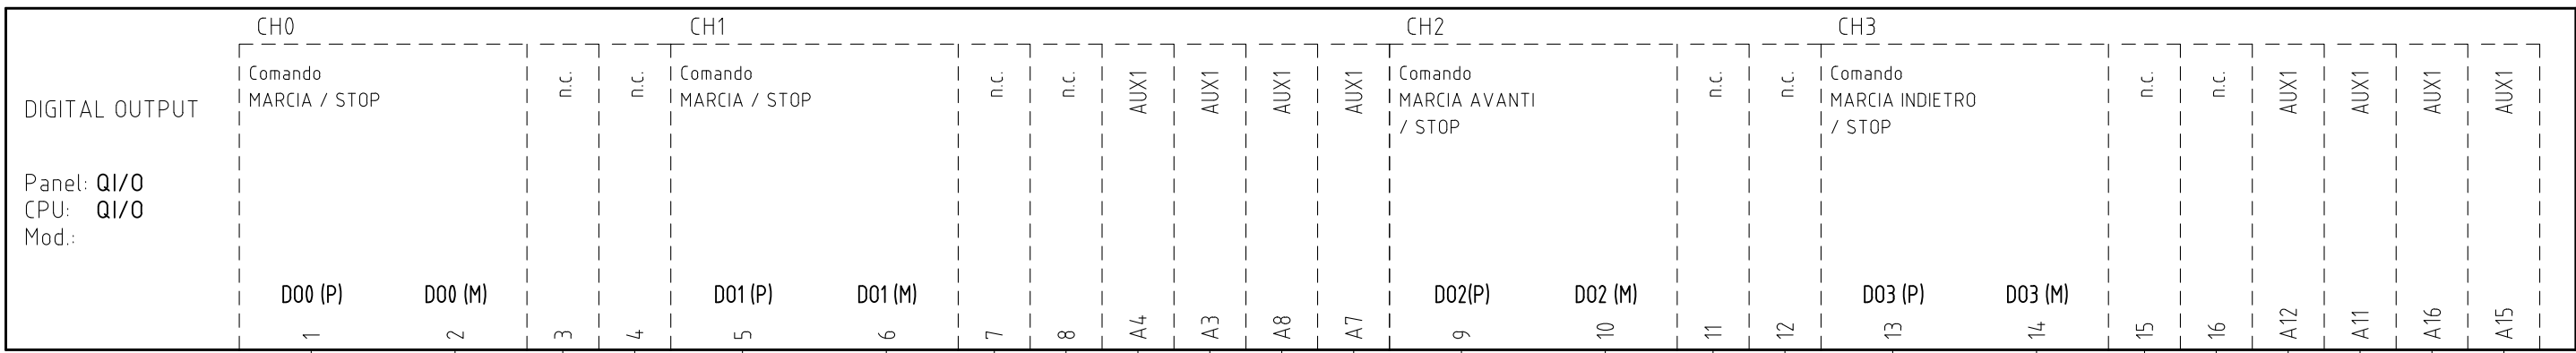 CH0
CH1
CH2
CH3
DIGITAL OUTPUT
Panel: QI/O
CPU: QI/O
Mod.:
Comando
MARCIA / STOP
n.c.
n.c.
Comando
MARCIA / STOP
n.c.
n.c.
AUX1
AUX1
AUX1
AUX1
Comando
MARCIA AVANTI
/ STOP
n.c.
n.c.
Comando
MARCIA INDIETRO
/ STOP
n.c.
n.c.
AUX1
AUX1
AUX1
AUX1
DO0 (P)
DO0 (M)
DO1 (P)
DO1 (M)
DO2(P)
DO2 (M)
DO3 (P)
DO3 (M)
1
2
3
4
5
6
7
8
A4
A3
A8
A7
9
10
11
12
13
14
15
16
A12
A11
A16
A15